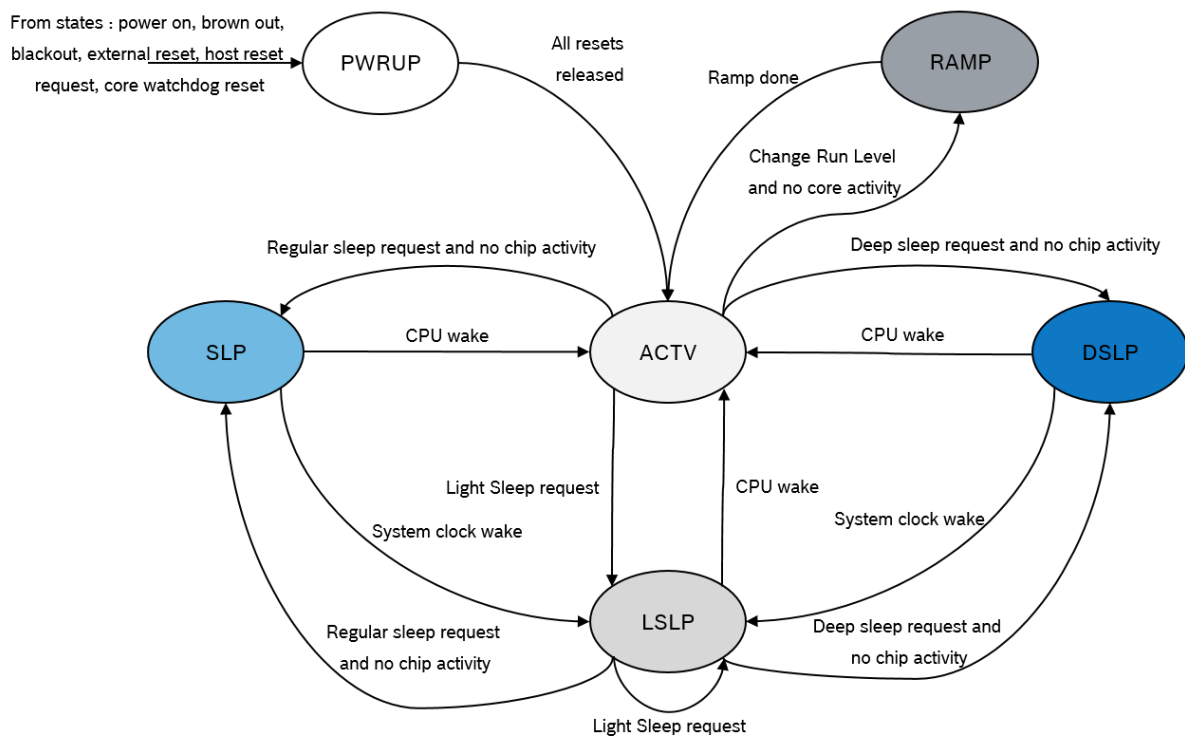 From states : power on, brown out,
blackout, external reset, host reset
request, core watchdog reset
PWRUP
All resets
released
Ramp done
RAMP
Change Run Level
and no core activity
Regular sleep request and no chip activity
Deep sleep request and no chip activity
SLP
CPU wake
ACTV
CPU wake
DSLP
Light Sleep request
CPU wake
System clock wake
System clock wake
LSLP
Regular sleep request
and no chip activity
Deep sleep request and
no chip activity
Light Sleep request